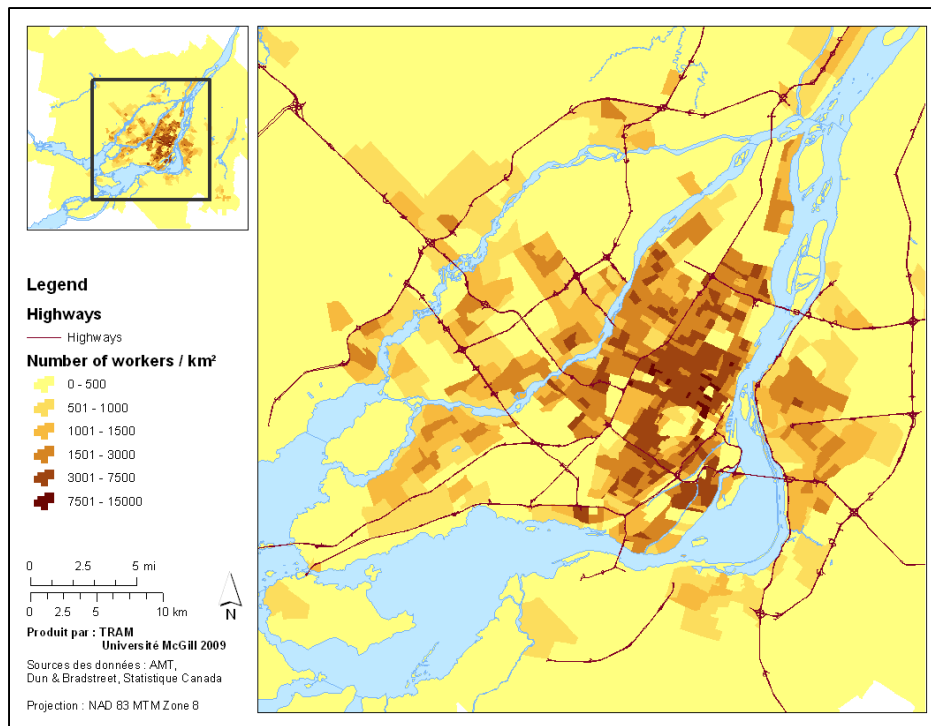 Legend
Highways
Highways
Number of workers / km²
0 - 500
501 - 1000
1001 - 1500
1501 - 3000
3001 - 7500
7501 - 15000
0 2.5 5 mi
0 2.5 5 10 km
N
Produit par : TRAM
Université McGill 2009
Sources des données : AMT,
Dun & Bradstreet, Statistique Canada
Projection : NAD 83 MTM Zone 8